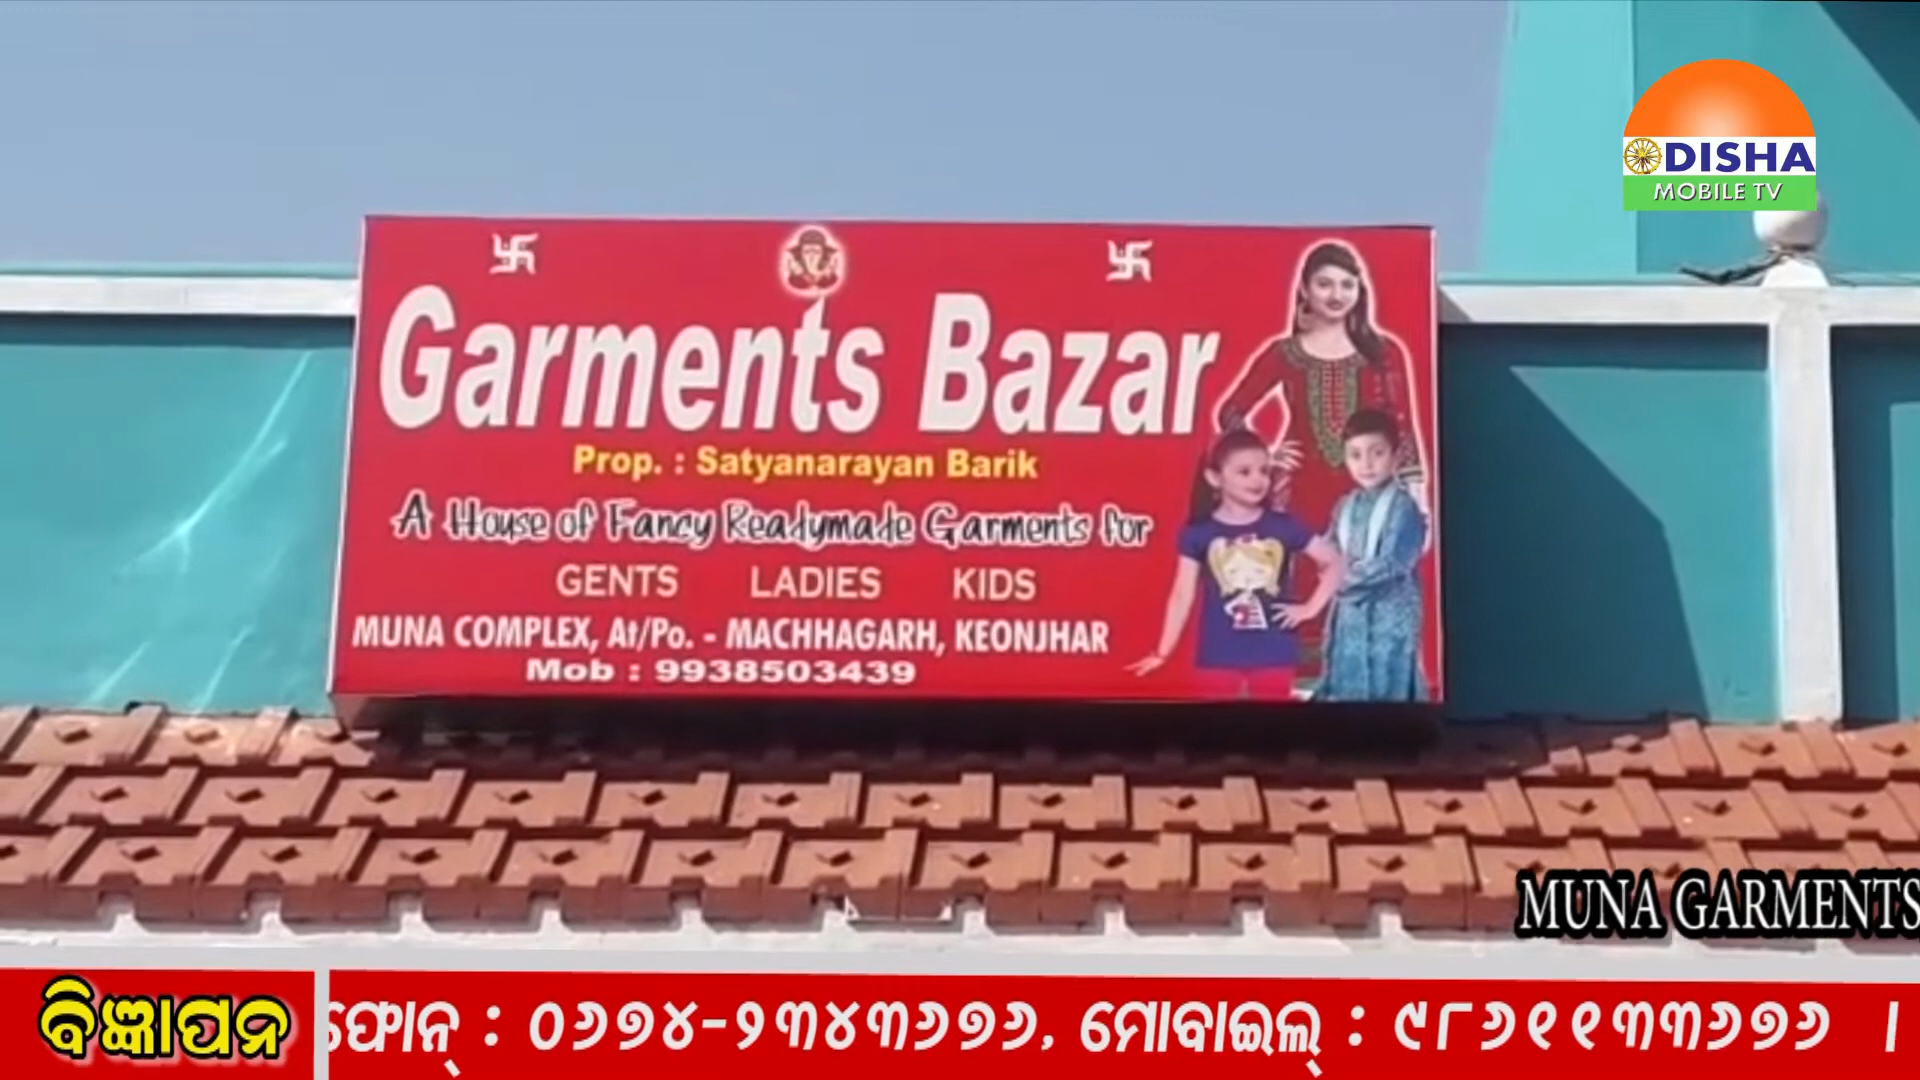 ODISHA
MOBILE TV
Garments Bazar
Prop. : Satyanarayan Barik
A House of Fancy Readymade Garments for
GENTS LADIES KIDS
MUNA COMPLEX, At/Po. - MACHHAGARH, KEONJHAR
Mob : 9938503439
MUNA GARMENTS
ବିଜ୍ଞାପନ
ଫୋନ୍ : ୦୬୭୪-୨୩୪୩୬୭୬, ମୋବାଇଲ୍ : ୯୮୬୧୧୩୩୬୭୬ ।